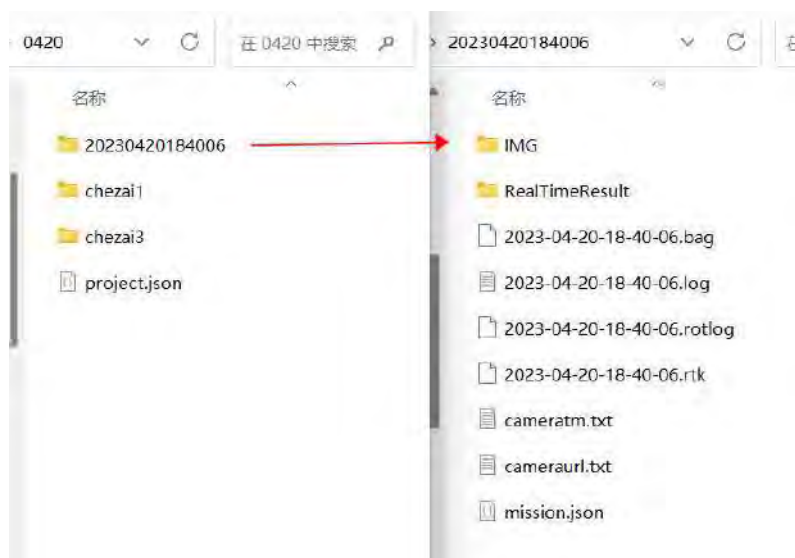 0420
在 0420 中搜索
名称
20230420184006
chezai1
chezai3
project.json
20230420184006
在
名称
IMG
RealTimeResult
2023-04-20-18-40-06.bag
2023-04-20-18-40-06.log
2023-04-20-18-40-06.rotlog
2023-04-20-18-40-06.rtk
cameratm.txt
cameraurl.txt
mission.json